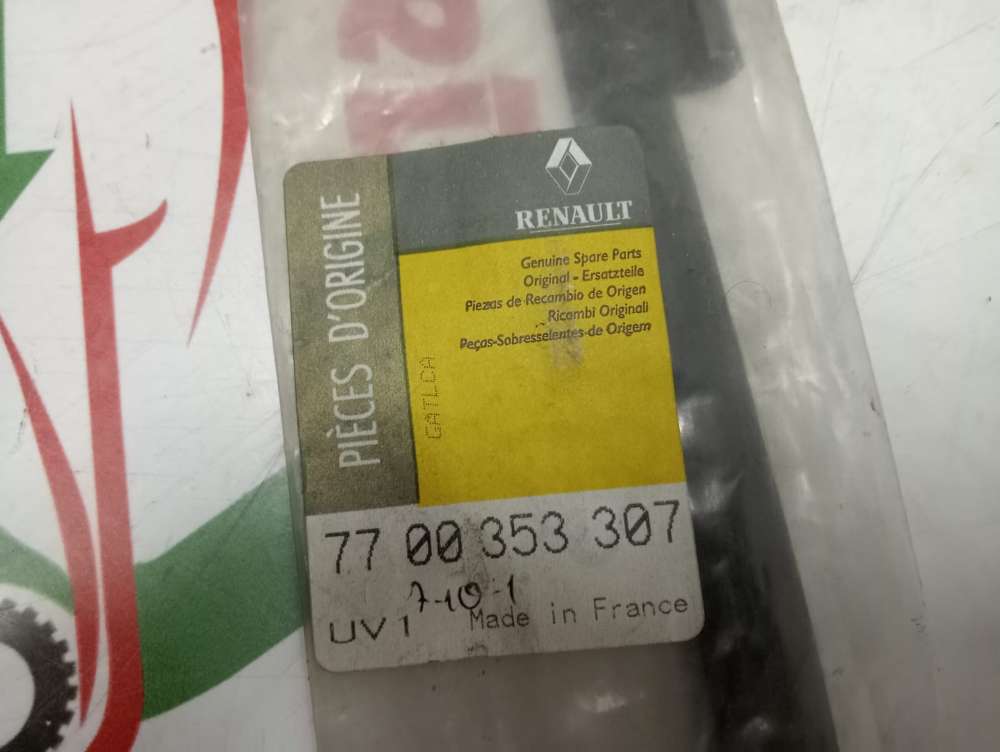 PIÈCES D'ORIGINE
RENAULT
Genuine Spare Parts
Original - Ersatzteile
Piezas de Recambio de Origen
Ricambi Originali
Peças-Sobresselentes-de Origem
GATLCA
77 00 353 307
7-10-1
UV1 Made in France